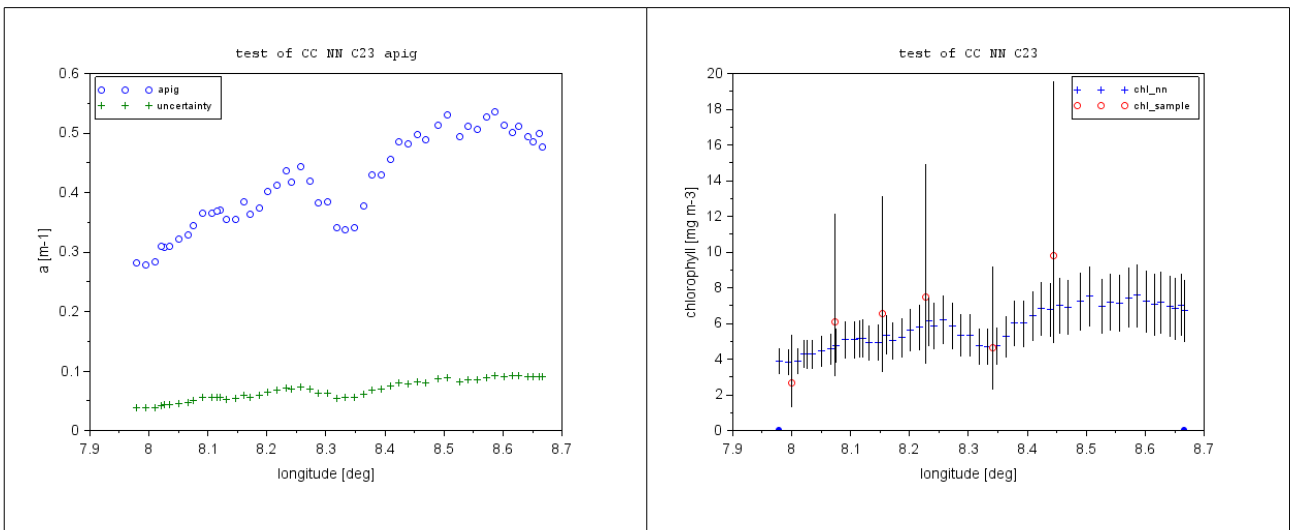 test of CC NN C23 apig
0.6
0.5
0.4
0.3
0.2
0.1
0
a [m-1]
apig
uncertainty
7.9 8 8.1 8.2 8.3 8.4 8.5 8.6 8.7
longitude [deg]
test of CC NN C23
20
18
16
14
12
10
8
6
4
2
0
chlorophyll [mg m-3]
chl_nn
chl_sample
7.9 8 8.1 8.2 8.3 8.4 8.5 8.6 8.7
longitude [deg]